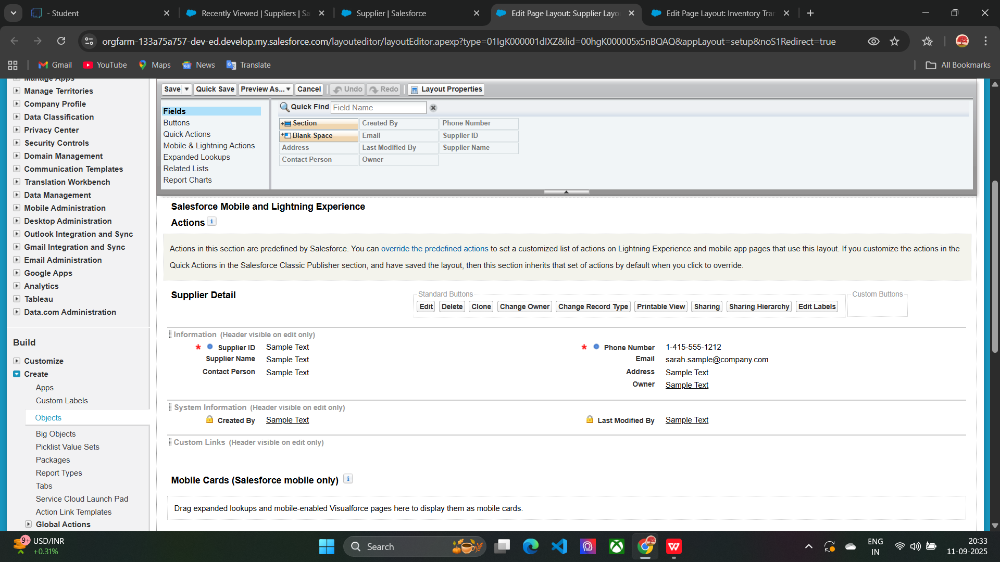 - Student
Recently Viewed | Suppliers | Sa
Supplier | Salesforce
Edit Page Layout: Supplier Layo
Edit Page Layout: Inventory Tran
orgfarm-133a75a757-dev-ed.develop.my.salesforce.com/layouteditor/layoutEditor.apexp?type=01IgK000001dIXZ&lid=00hgK000005x5nBQAQ&appLayout=setup&noS1Redirect=true
Gmail
YouTube
Maps
News
Translate
All Bookmarks
Manage Apps
Manage Territories
Company Profile
Data Classification
Privacy Center
Security Controls
Domain Management
Communication Templates
Translation Workbench
Data Management
Mobile Administration
Desktop Administration
Outlook Integration and Sync
Gmail Integration and Sync
Email Administration
Google Apps
Analytics
Tableau
Data.com Administration
Build
Customize
Create
Apps
Custom Labels
Objects
Big Objects
Picklist Value Sets
Packages
Report Types
Tabs
Service Cloud Launch Pad
Action Link Templates
Global Actions
Save Quick Save Preview As... Cancel Undo Redo Layout Properties
Fields
Buttons
Quick Actions
Mobile & Lightning Actions
Expanded Lookups
Related Lists
Report Charts
Quick Find Field Name
Section Created By Phone Number
Blank Space Email Supplier ID
Address Last Modified By Supplier Name
Contact Person Owner
Salesforce Mobile and Lightning Experience
Actions
Actions in this section are predefined by Salesforce. You can override the predefined actions to set a customized list of actions on Lightning Experience and mobile app pages that use this layout. If you customize the actions in the
Quick Actions in the Salesforce Classic Publisher section, and have saved the layout, then this section inherits that set of actions by default when you click to override.
Supplier Detail
Standard Buttons
Custom Buttons
Edit Delete Clone Change Owner Change Record Type Printable View Sharing Sharing Hierarchy Edit Labels
Information (Header visible on edit only)
* Supplier ID Sample Text
* Phone Number 1-415-555-1212
Supplier Name Sample Text
Email sarah.sample@company.com
Contact Person Sample Text
Address Sample Text
Owner Sample Text
System Information (Header visible on edit only)
Created By Sample Text
Last Modified By Sample Text
Custom Links (Header visible on edit only)
Mobile Cards (Salesforce mobile only)
Drag expanded lookups and mobile-enabled Visualforce pages here to display them as mobile cards.
9+
USD/INR
+0.31%
Search
ENG
IN
20:33
11-09-2025